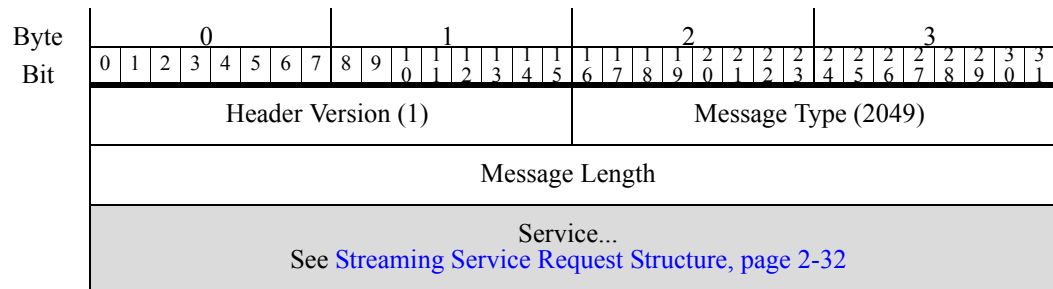 Byte 0 1 2 3
Bit 0 1 2 3 4 5 6 7 8 9 10 11 12 13 14 15 16 17 18 19 20 21 22 23 24 25 26 27 28 29 30 31
Header Version (1) Message Type (2049)
Message Length
Service...
See Streaming Service Request Structure, page 2-32